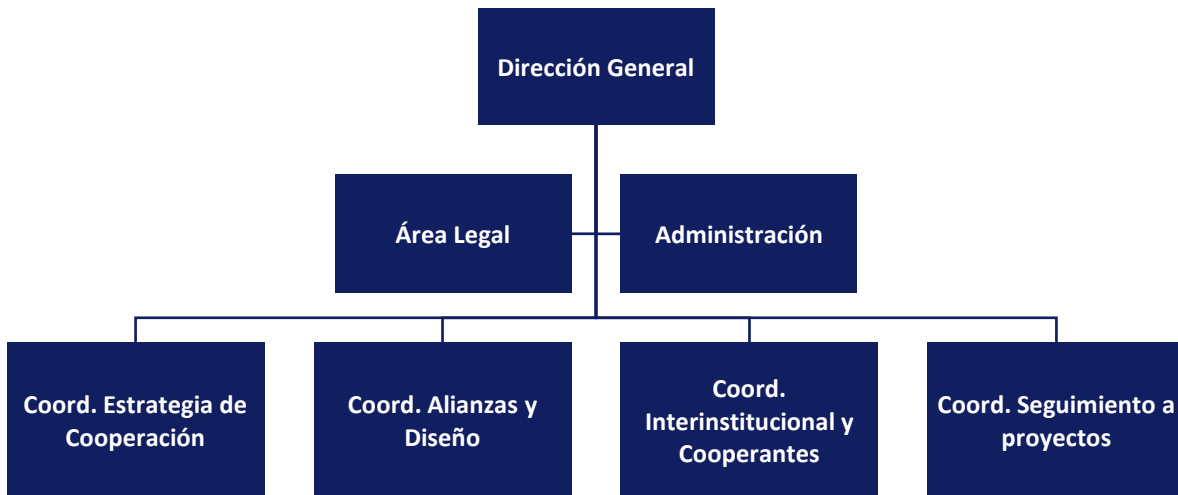 Dirección General
Área Legal
Administración
Coord. Estrategia de
Cooperación
Coord. Alianzas y
Diseño
Coord.
Interinstitucional y
Cooperantes
Coord. Seguimiento a
proyectos